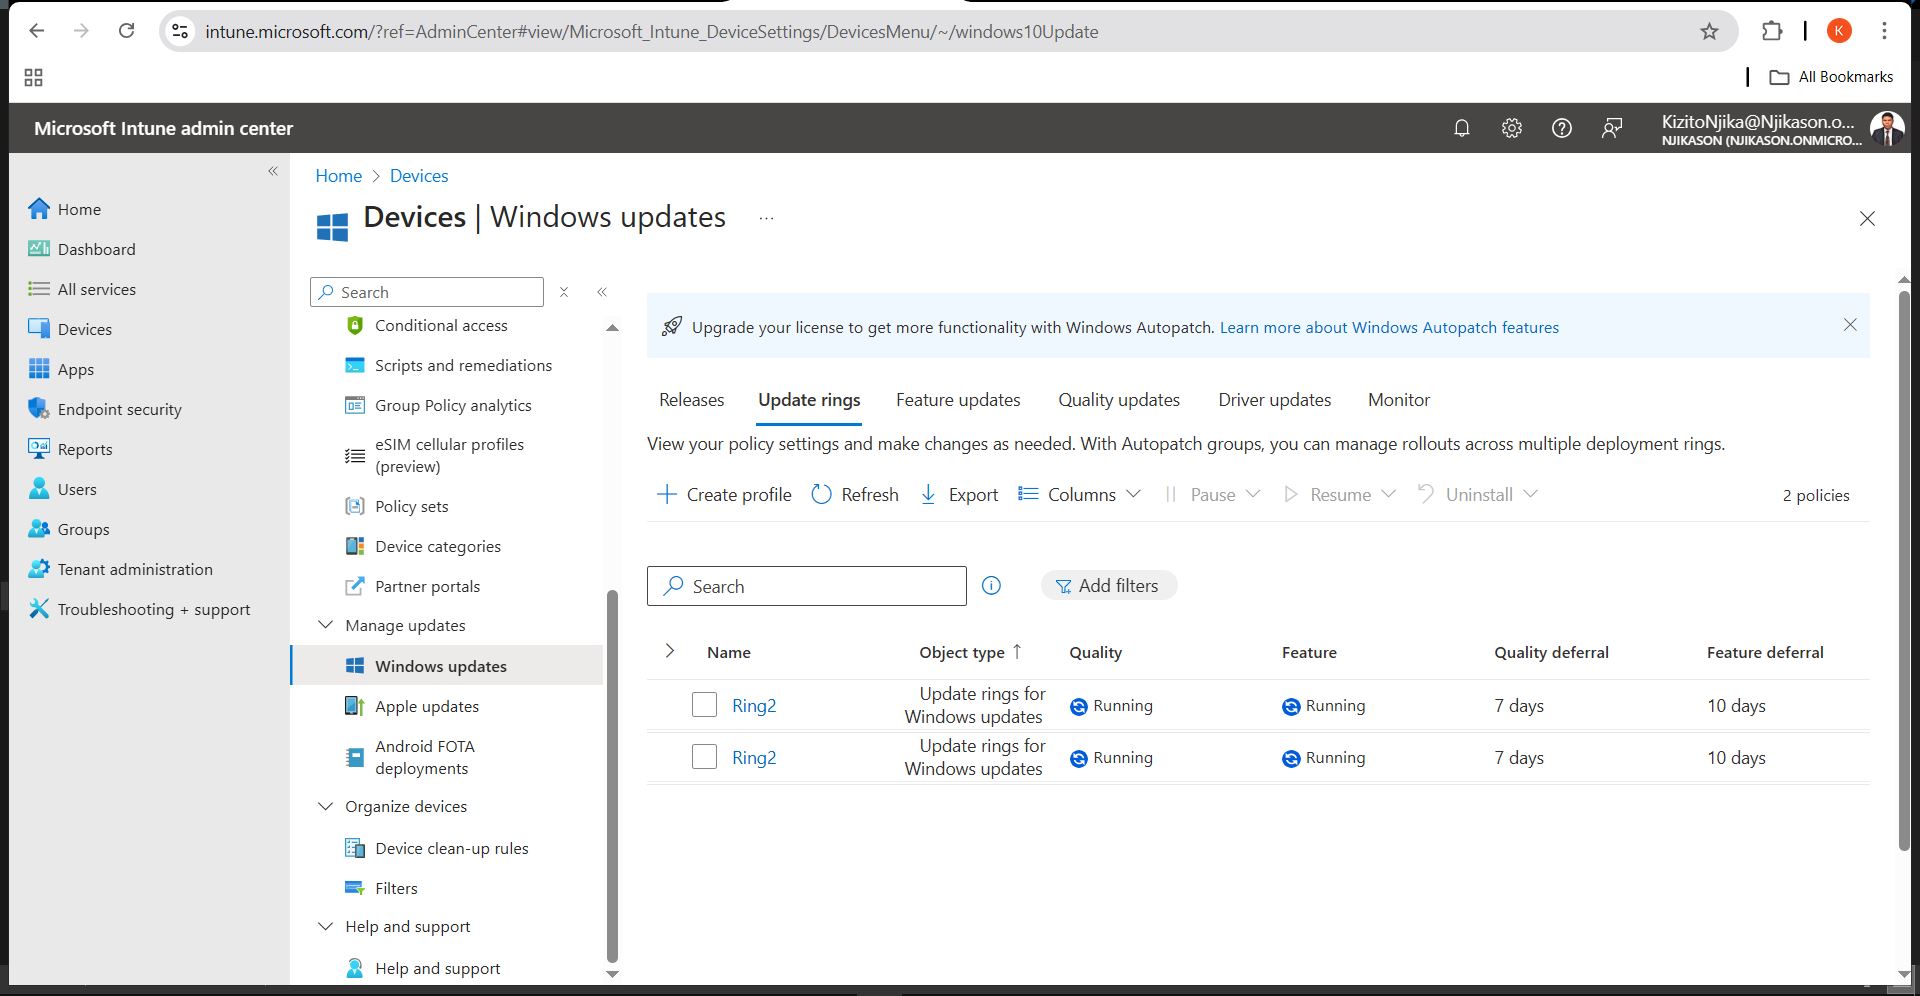 intune.microsoft.com/?ref=AdminCenter#view/Microsoft_Intune_DeviceSettings/DevicesMenu/~/windows10Update
K
All Bookmarks
Microsoft Intune admin center
KizitoNjika@Njikason.o...
NJIKASON (NJIKASON.ONMICRO...
Home
Dashboard
All services
Devices
Apps
Endpoint security
Reports
Users
Groups
Tenant administration
Troubleshooting + support
Home > Devices
Devices | Windows updates ...
Search
Conditional access
Scripts and remediations
Group Policy analytics
eSIM cellular profiles
(preview)
Policy sets
Device categories
Partner portals
Manage updates
Windows updates
Apple updates
Android FOTA
deployments
Organize devices
Device clean-up rules
Filters
Help and support
Help and support
Upgrade your license to get more functionality with Windows Autopatch. Learn more about Windows Autopatch features
Releases Update rings Feature updates Quality updates Driver updates Monitor
View your policy settings and make changes as needed. With Autopatch groups, you can manage rollouts across multiple deployment rings.
Create profile Refresh Export Columns Pause Resume Uninstall 2 policies
Search Add filters
Name Object type ↑ Quality Feature Quality deferral Feature deferral
Ring2 Update rings for Windows updates Running Running 7 days 10 days
Ring2 Update rings for Windows updates Running Running 7 days 10 days